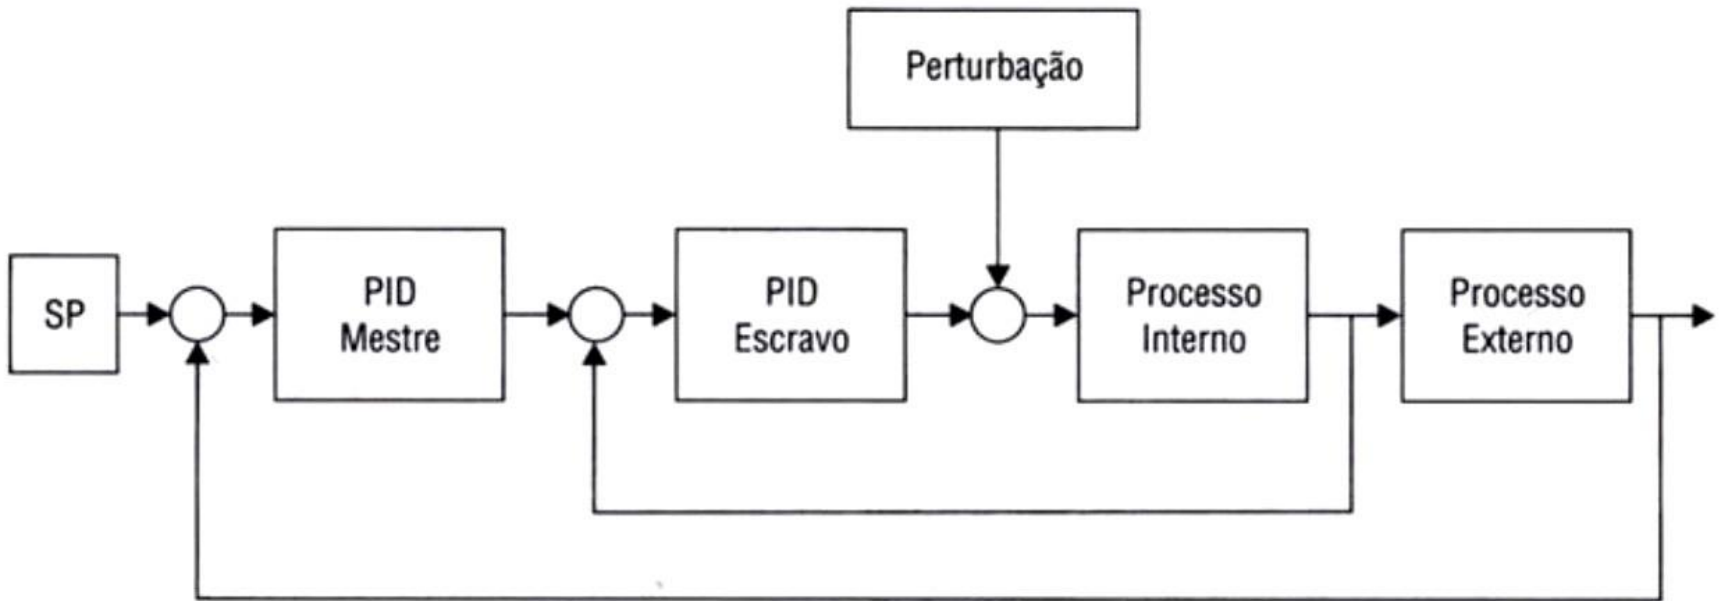 Perturbação
SP
PID
Mestre
PID
Escravo
Processo
Interno
Processo
Externo